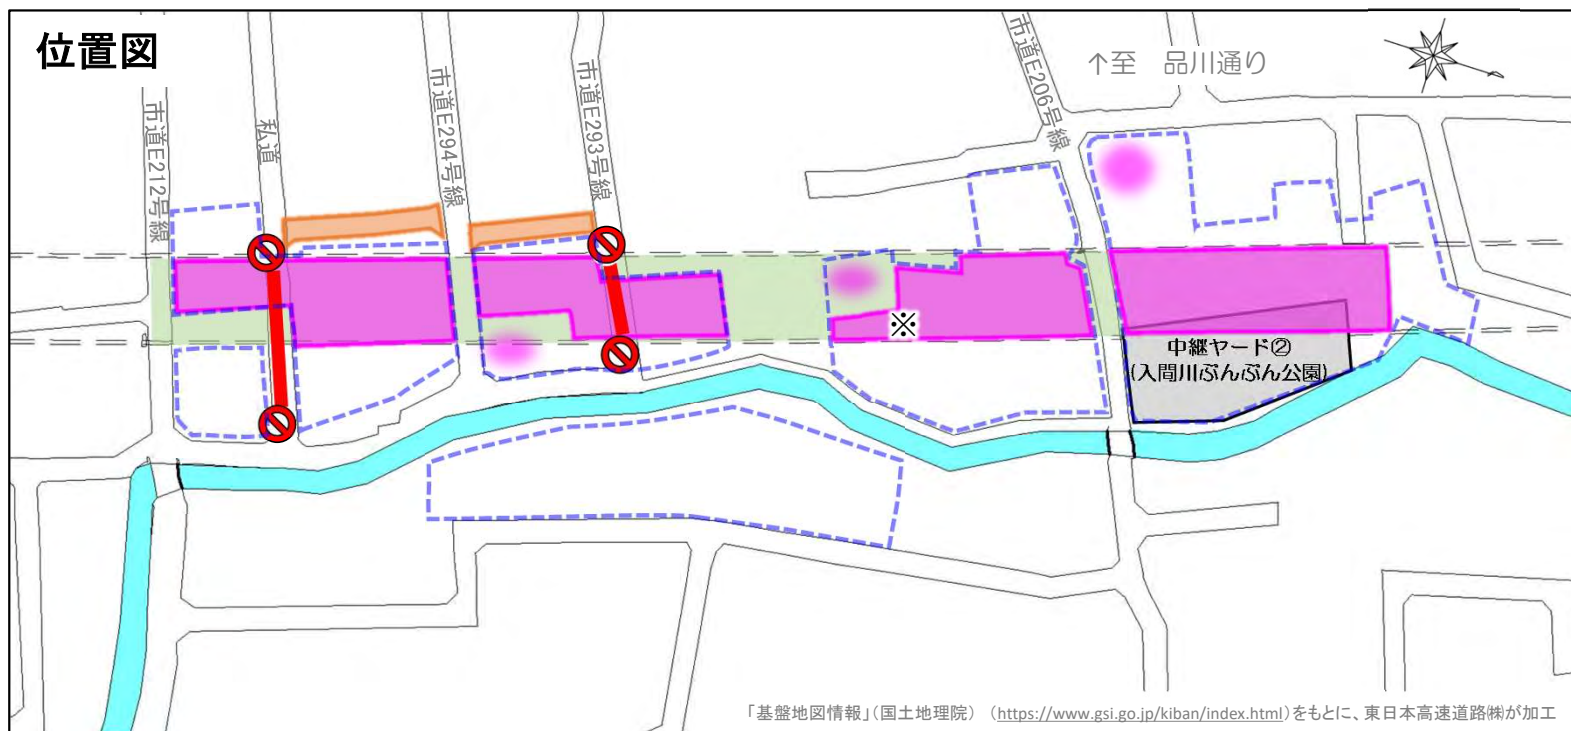 位置図
↑至　品川通り
市道E212号線
私道
市道E294号線
市道E293号線
市道E206号線
※
中継ヤード②
(入間川ぶんぶん公園)
「基盤地図情報」(国土地理院)　(https://www.gsi.go.jp/kiban/index.html)をもとに、東日本高速道路㈱が加工